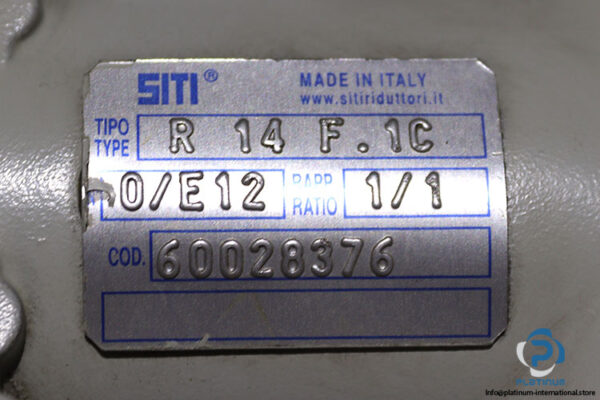 SITI® MADE IN ITALY
www.sitiriduttori.it
TIPO
TYPE R 14 F.1C
0/E12 RAPP. RATIO 1/1
COD. 60028376
PLATINUM
Info@platinum-international.store